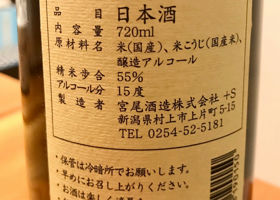 品目 日本酒
内容量 720ml
原材料名 米(国産)、米こうじ(国産米)、
醸造アルコール
精米歩合 55%
アルコール分 15度
製造者 宮尾酒造株式会社 +S
新潟県村上市上片町5-15
TEL 0254-52-5181
・保管は冷暗所でお願いします。
・早めにお召し上がりください。